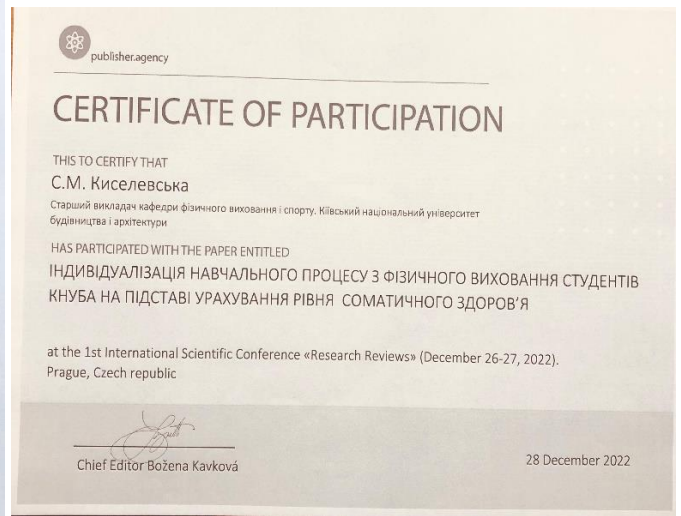 publisher.agency
CERTIFICATE OF PARTICIPATION
THIS TO CERTIFY THAT
С.М. Киселевська
Старший викладач кафедри фізичного виховання і спорту. Київський національний університет
будівництва і архітектури
HAS PARTICIPATED WITH THE PAPER ENTITLED
ІНДИВІДУАЛІЗАЦІЯ НАВЧАЛЬНОГО ПРОЦЕСУ З ФІЗИЧНОГО ВИХОВАННЯ СТУДЕНТІВ
КНУБА НА ПІДСТАВІ УРАХУВАННЯ РІВНЯ СОМАТИЧНОГО ЗДОРОВ'Я
at the 1st International Scientific Conference «Research Reviews» (December 26-27, 2022).
Prague, Czech republic
Chief Editor Božena Kavková
28 December 2022